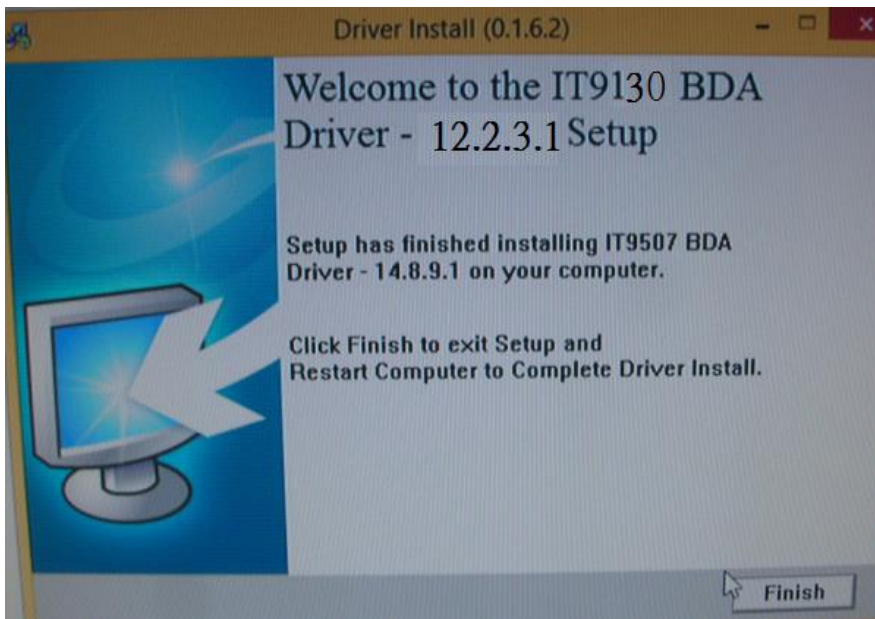 Driver Install (0.1.6.2)
Welcome to the IT9130 BDA
Driver - 12.2.3.1 Setup
Setup has finished installing IT9507 BDA
Driver - 14.8.9.1 on your computer.
Click Finish to exit Setup and
Restart Computer to Complete Driver Install.
Finish